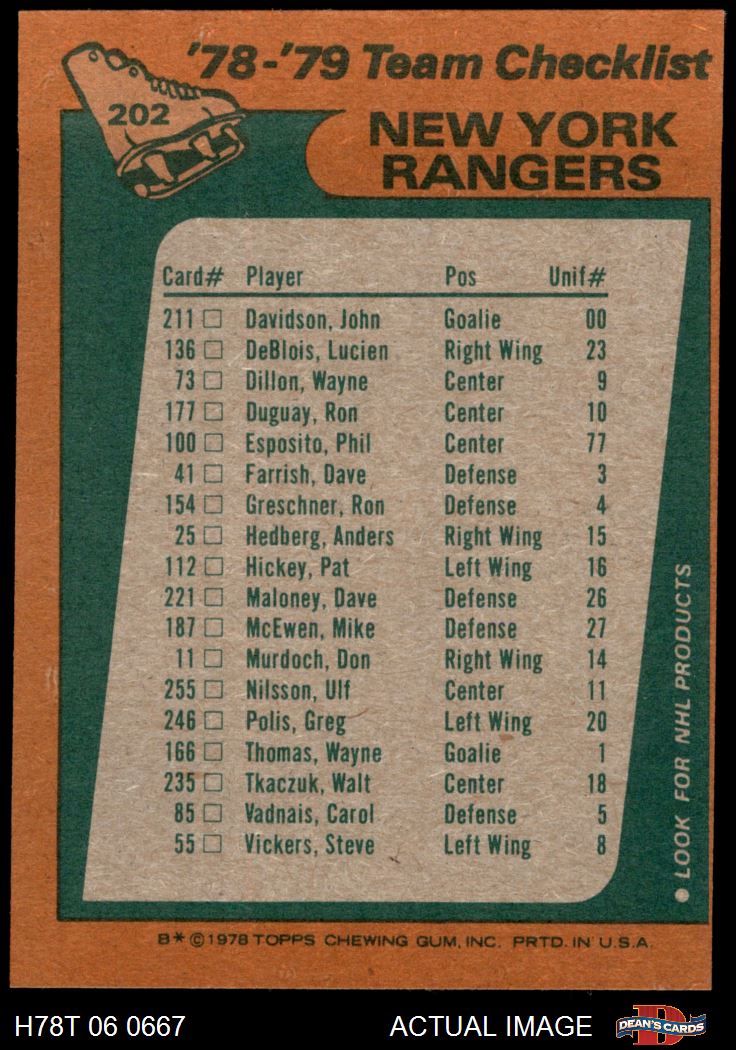 '78-'79 Team Checklist
202
NEW YORK
RANGERS
Card# Player Pos Unif#
211 Davidson, John Goalie 00
136 DeBlois, Lucien Right Wing 23
73 Dillon, Wayne Center 9
177 Duguay, Ron Center 10
100 Esposito, Phil Center 77
41 Farrish, Dave Defense 3
154 Greschner, Ron Defense 4
25 Hedberg, Anders Right Wing 15
112 Hickey, Pat Left Wing 16
221 Maloney, Dave Defense 26
187 McEwen, Mike Defense 27
11 Murdoch, Don Right Wing 14
255 Nilsson, Ulf Center 11
246 Polis, Greg Left Wing 20
166 Thomas, Wayne Goalie 1
235 Tkaczuk, Walt Center 18
85 Vadnais, Carol Defense 5
55 Vickers, Steve Left Wing 8
● LOOK FOR NHL PRODUCTS
B*©1978 TOPPS CHEWING GUM, INC. PRTD. IN U.S.A.
H78T 06 0667 ACTUAL IMAGE
D
DEAN'S CARDS